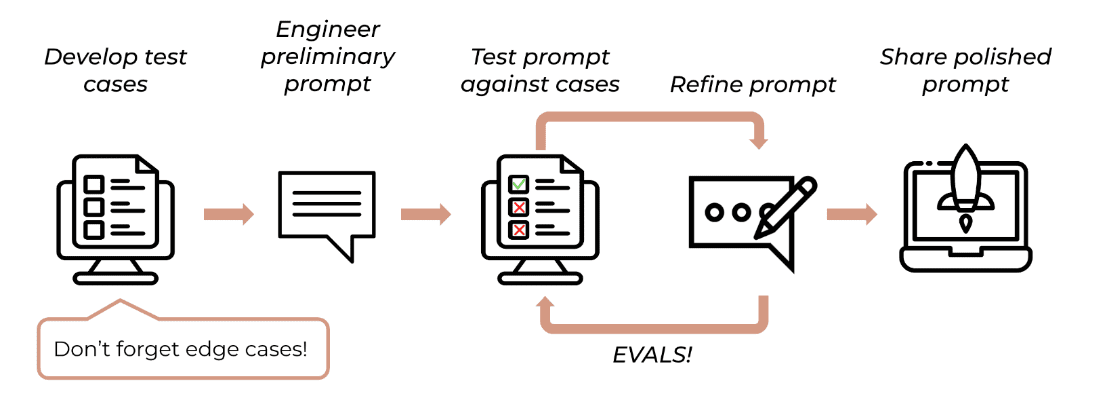 Develop test
cases
Engineer
preliminary
prompt
Test prompt
against cases
Refine prompt
Share polished
prompt
Don’t forget edge cases!
EVALS!